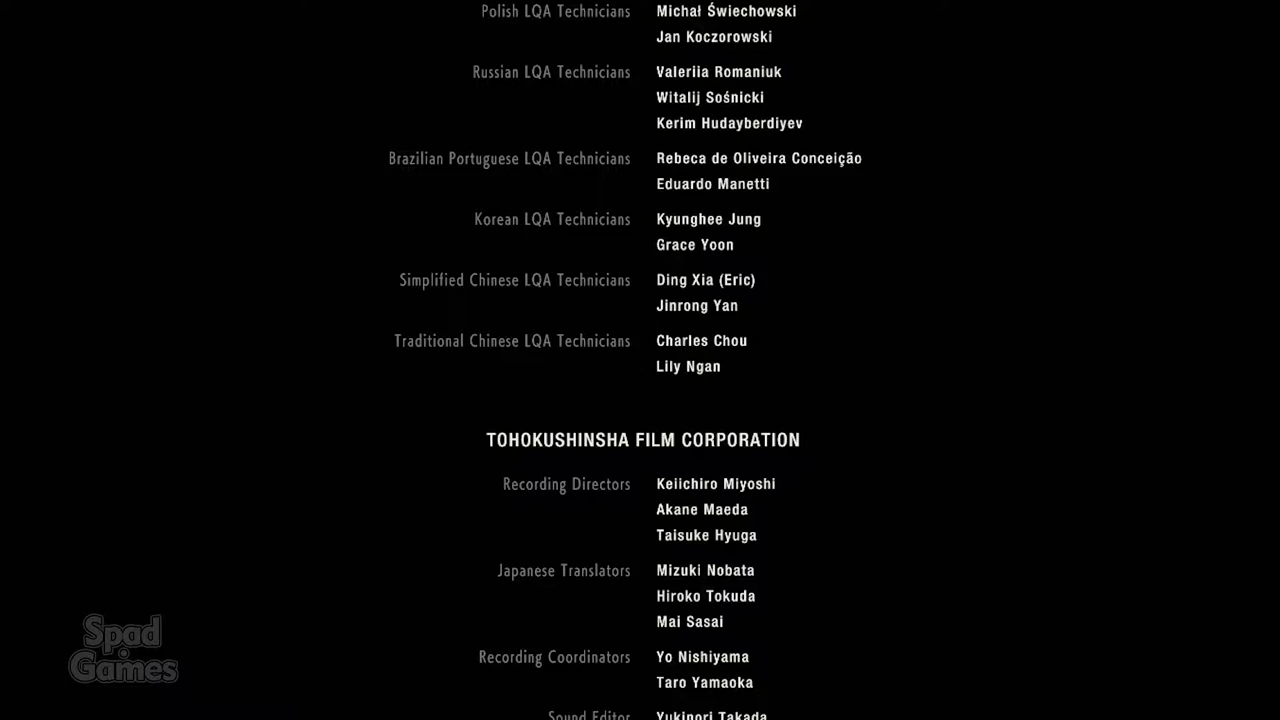 Polish LQA Technicians Michał Świechowski
Jan Koczorowski
Russian LQA Technicians Valeriia Romaniuk
Witalij Sośnicki
Kerim Hudayberdiyev
Brazilian Portuguese LQA Technicians Rebeca de Oliveira Conceição
Eduardo Manetti
Korean LQA Technicians Kyunghee Jung
Grace Yoon
Simplified Chinese LQA Technicians Ding Xia (Eric)
Jinrong Yan
Traditional Chinese LQA Technicians Charles Chou
Lily Ngan
TOHOKUSHINSHA FILM CORPORATION
Recording Directors Keiichiro Miyoshi
Akane Maeda
Taisuke Hyuga
Japanese Translators Mizuki Nobata
Hiroko Tokuda
Mai Sasai
Recording Coordinators Yo Nishiyama
Taro Yamaoka
Sound Editor Yukinori Takada
Spad
Games